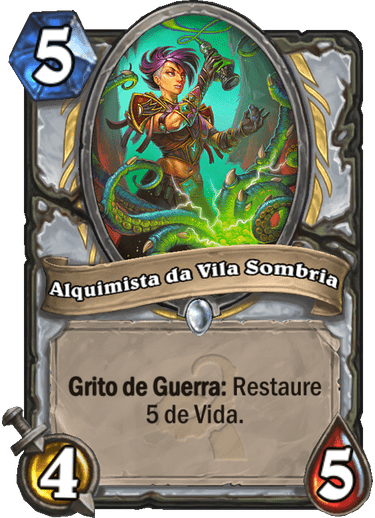 5
Alquimista da Vila Sombria
Grito de Guerra: Restaure
5 de Vida.
4
5